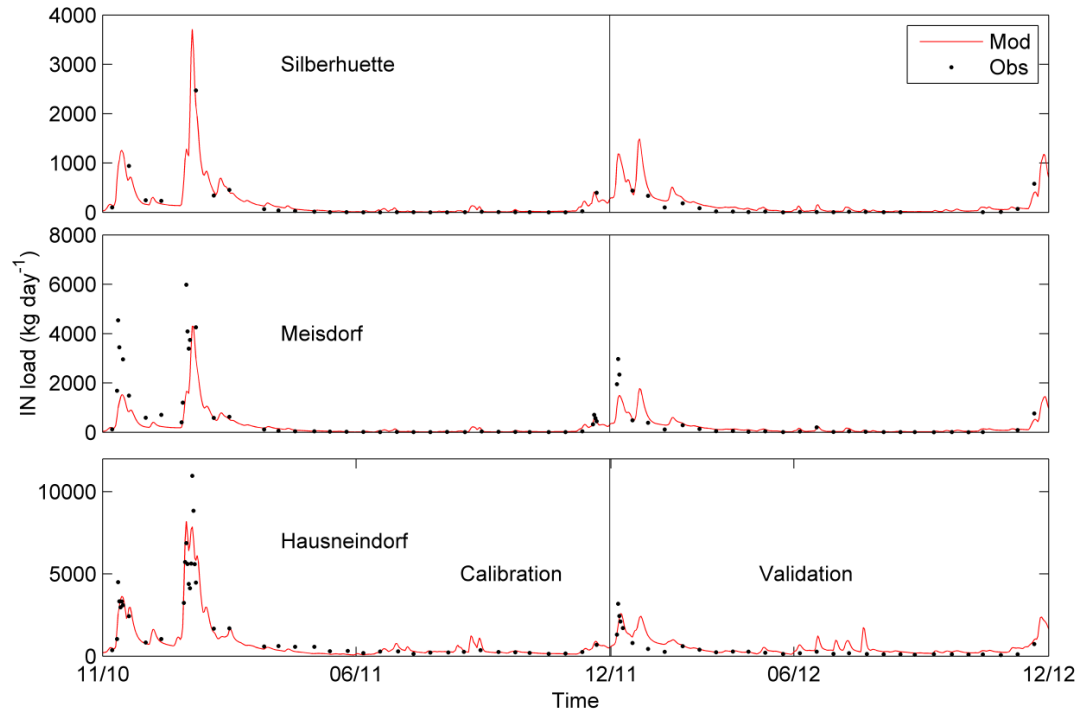 4000
3000
2000
1000
0
Silberhuette
Mod
Obs
8000
6000
4000
2000
0
Meisdorf
IN load (kg day-1)
10000
5000
0
Hausneindorf
Calibration
Validation
11/10
06/11
12/11
06/12
12/12
Time